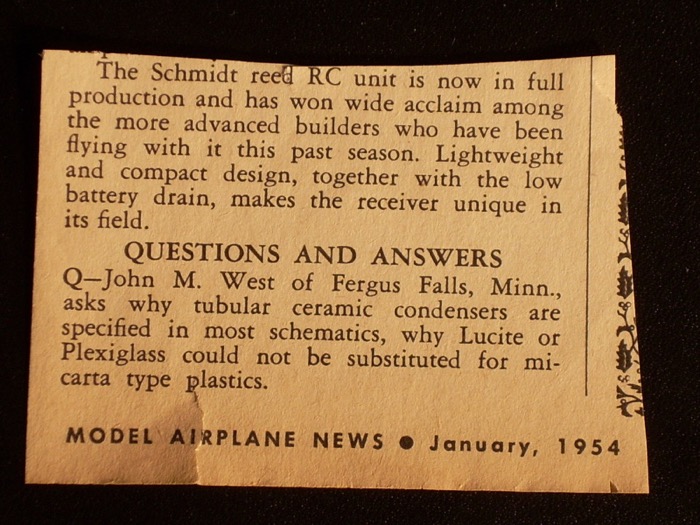 The Schmidt reed RC unit is now in full
production and has won wide acclaim among
the more advanced builders who have been
flying with it this past season. Lightweight
and compact design, together with the low
battery drain, makes the receiver unique in
its field.
QUESTIONS AND ANSWERS
Q—John M. West of Fergus Falls, Minn.,
asks why tubular ceramic condensers are
specified in most schematics, why Lucite or
Plexiglass could not be substituted for mi-
carta type plastics.
MODEL AIRPLANE NEWS ● January, 1954